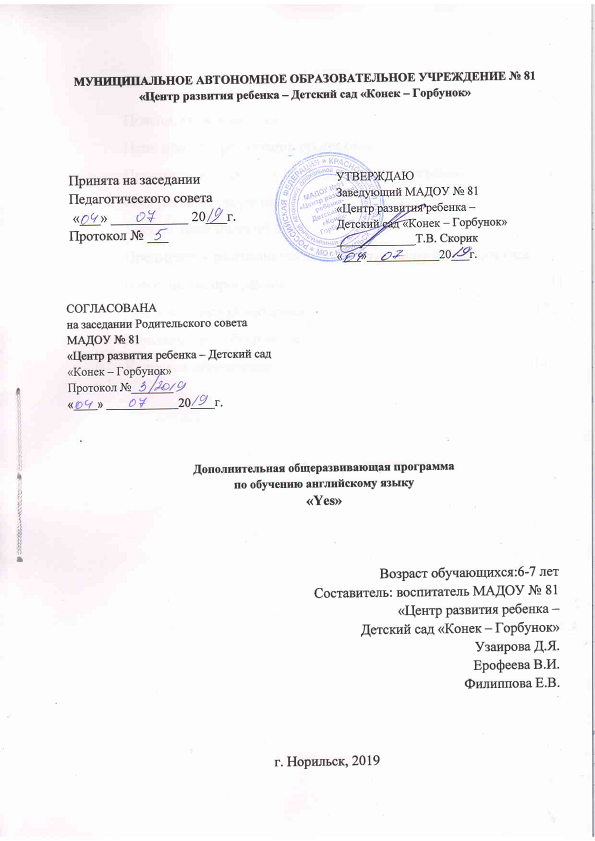 МУНИЦИПАЛЬНОЕ АВТОНОМНОЕ ОБРАЗОВАТЕЛЬНОЕ УЧРЕЖДЕНИЕ № 81
«Центр развития ребенка – Детский сад «Конек – Горбунок»
Принята на заседании
Педагогического совета
«04» 07 2019 г.
Протокол № 5
УТВЕРЖДАЮ
Заведующий МАДОУ № 81
«Центр развития ребенка –
Детский сад «Конек – Горбунок»
Т.В. Скорик
«04» 07 2019 г.
СОГЛАСОВАНА
на заседании Родительского совета
МАДОУ № 81
«Центр развития ребенка – Детский сад
«Конек – Горбунок»
Протокол № 3/2019
«04» 07 2019 г.
Дополнительная общеразвивающая программа
по обучению английскому языку
«Yes»
Возраст обучающихся:6-7 лет
Составитель: воспитатель МАДОУ № 81
«Центр развития ребенка –
Детский сад «Конек – Горбунок»
Узаирова Д.Я.
Ерофеева В.И.
Филиппова Е.В.
г. Норильск, 2019